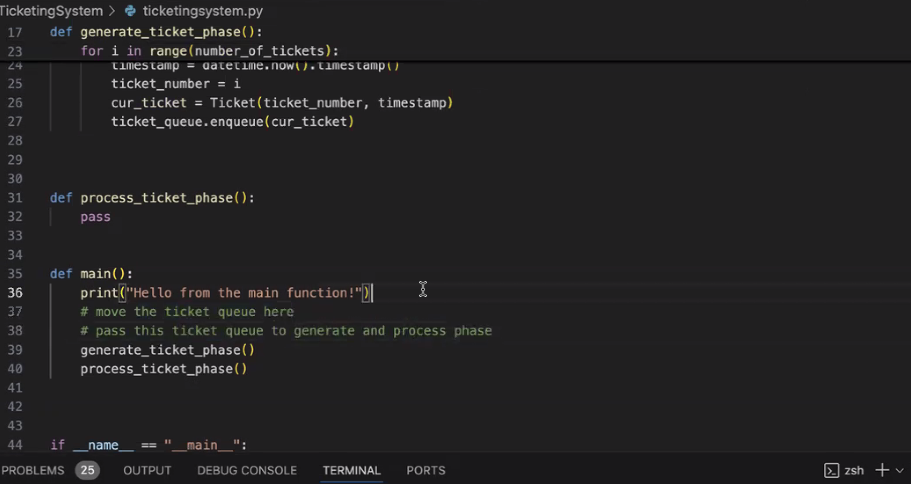 TicketingSystem > ticketingsystem.py
17 def generate_ticket_phase():
23 for i in range(number_of_tickets):
24 timestamp = datetime.now().timestamp()
25 ticket_number = i
26 cur_ticket = Ticket(ticket_number, timestamp)
27 ticket_queue.enqueue(cur_ticket)
28
29
30
31 def process_ticket_phase():
32 pass
33
34
35 def main():
36 print("Hello from the main function!")
37 # move the ticket queue here
38 # pass this ticket queue to generate and process phase
39 generate_ticket_phase()
40 process_ticket_phase()
41
42
43
44 if __name__ == "__main__":
PROBLEMS 25 OUTPUT DEBUG CONSOLE TERMINAL PORTS zsh